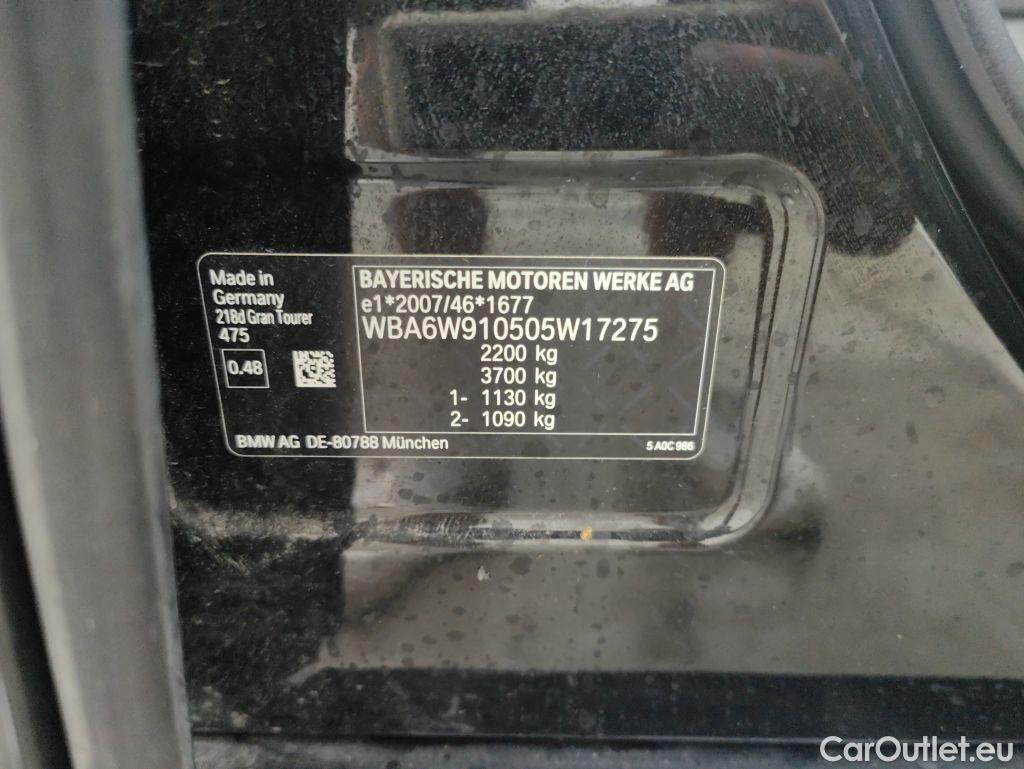 Made in
Germany
218d Gran Tourer
475
0.48
BAYERISCHE MOTOREN WERKE AG
e1*2007/46*1677
WBA6W910505W17275
2200 kg
3700 kg
1- 1130 kg
2- 1090 kg
BMW AG DE-80788 München
5 A0C 986
CarOutlet.eu